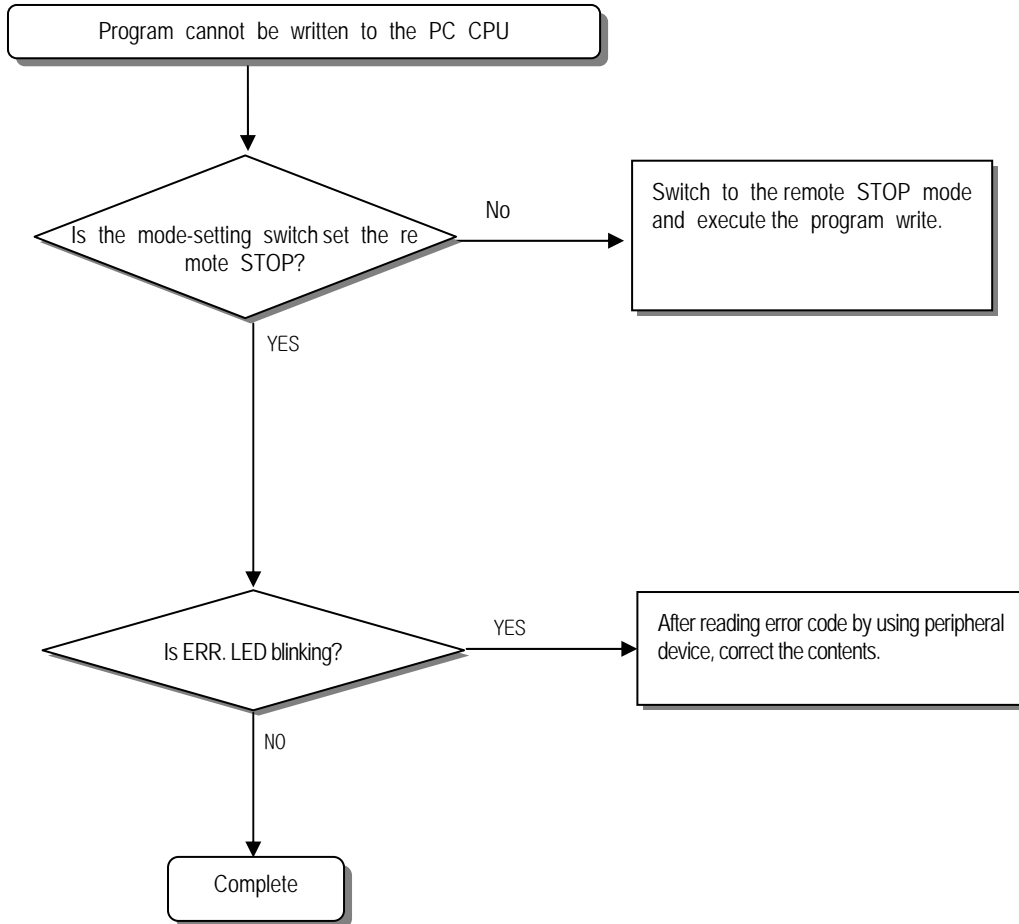 Program cannot be written to the PC CPU
Is the mode-setting switch set the re
mote STOP?
No
Switch to the remote STOP mode
and execute the program write.
YES
Is ERR. LED blinking?
YES
After reading error code by using peripheral
device, correct the contents.
NO
Complete